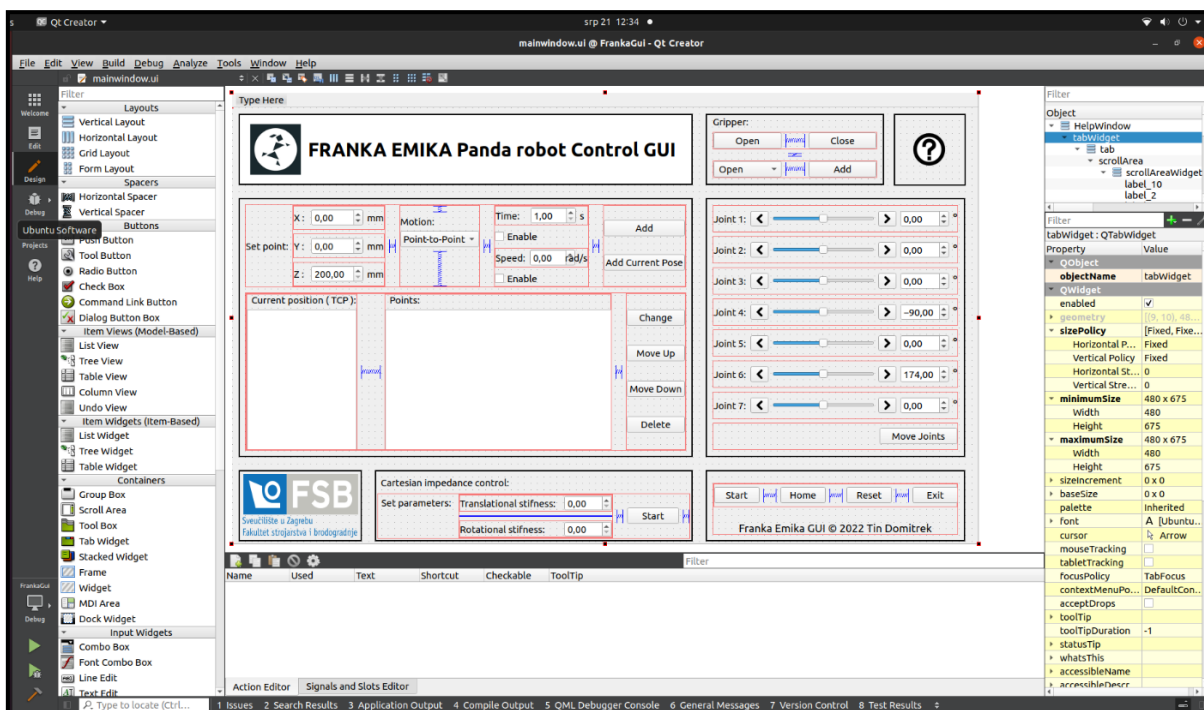 s Qt Creator srp 21 12:34
mainwindow.ui @ FrankaGui - Qt Creator
File Edit View Build Debug Analyze Tools Window Help
mainwindow.ui
Welcome
Edit
Design
Debug
Ubuntu Software
Projects
Help
FrankaGui
Debug
Filter
Layouts
Vertical Layout
Horizontal Layout
Grid Layout
Form Layout
Spacers
Horizontal Spacer
Vertical Spacer
Buttons
Push Button
Tool Button
Radio Button
Check Box
Command Link Button
Dialog Button Box
Item Views (Model-Based)
List View
Tree View
Table View
Column View
Undo View
Item Widgets (Item-Based)
List Widget
Tree Widget
Table Widget
Containers
Group Box
Scroll Area
Tool Box
Tab Widget
Stacked Widget
Frame
Widget
MDI Area
Dock Widget
Input Widgets
Combo Box
Font Combo Box
Line Edit
Text Edit
Type Here
FRANKA EMIKA Panda robot Control GUI
Gripper:
Open Close
Open Add
?
Set point:
X: 0,00 mm
Y: 0,00 mm
Z: 200,00 mm
Motion:
Point-to-Point
Time: 1,00 s
Enable
Speed: 0,00 rad/s
Enable
Add
Add Current Pose
Current position ( TCP ): Points:
Change
Move Up
Move Down
Delete
Joint 1: 0,00 °
Joint 2: 0,00 °
Joint 3: 0,00 °
Joint 4: −90,00 °
Joint 5: 0,00 °
Joint 6: 174,00 °
Joint 7: 0,00 °
Move Joints
FSB
Sveučilište u Zagrebu
Fakultet strojarstva i brodogradnje
Cartesian impedance control:
Set parameters: Translational stifness: 0,00
Rotational stifness: 0,00
Start
Start Home Reset Exit
Franka Emika GUI © 2022 Tin Domitrek
Filter
Name Used Text Shortcut Checkable ToolTip
Action Editor Signals and Slots Editor
Filter
Object
HelpWindow
tabWidget
tab
scrollArea
scrollAreaWidget
label_10
label_2
Filter
tabWidget : QTabWidget
Property Value
QObject
objectName tabWidget
QWidget
enabled
geometry [(9, 10), 48...
sizePolicy [Fixed, Fixe...
Horizontal P... Fixed
Vertical Policy Fixed
Horizontal St... 0
Vertical Stre... 0
minimumSize 480 x 675
Width 480
Height 675
maximumSize 480 x 675
Width 480
Height 675
sizeIncrement 0 x 0
baseSize 0 x 0
palette Inherited
font A [Ubuntu...
cursor Arrow
mouseTracking
tabletTracking
focusPolicy TabFocus
contextMenuPo... DefaultCon...
acceptDrops
toolTip
toolTipDuration -1
statusTip
whatsThis
accessibleName
accessibleDescr
Type to locate (Ctrl... 1 Issues 2 Search Results 3 Application Output 4 Compile Output 5 QML Debugger Console 6 General Messages 7 Version Control 8 Test Results